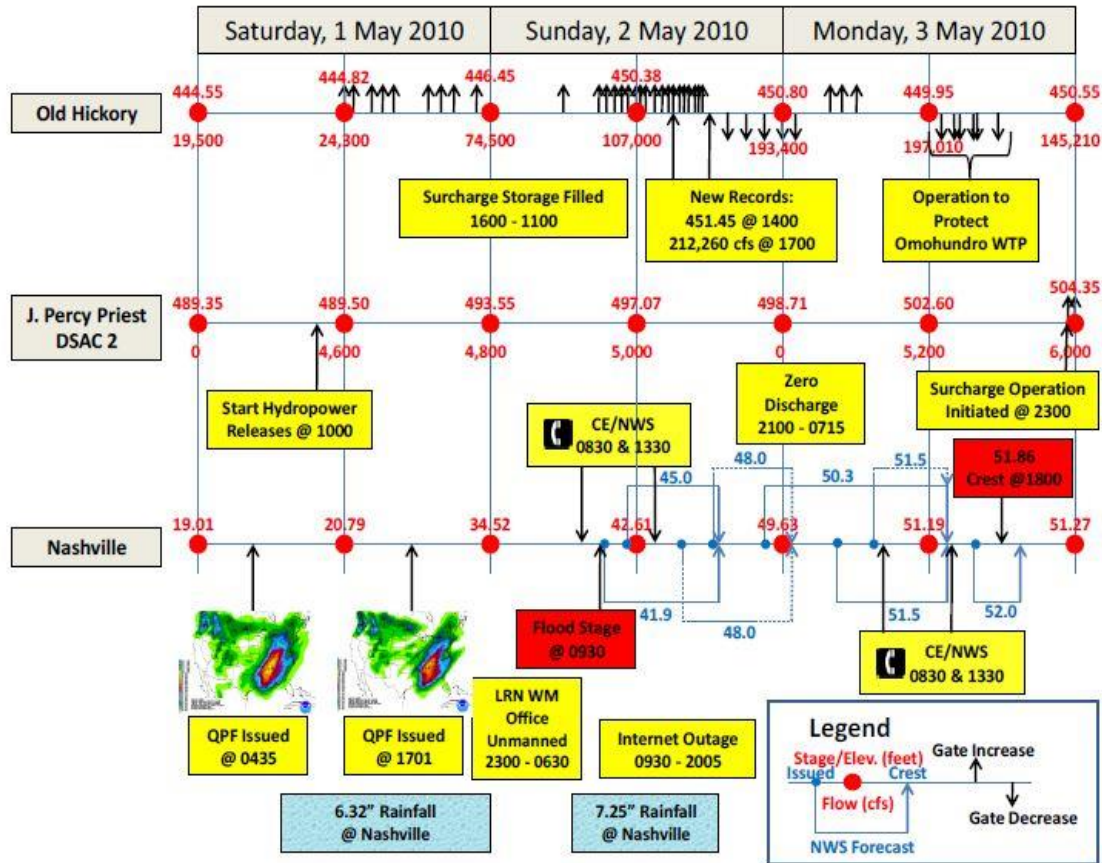 Saturday, 1 May 2010
Sunday, 2 May 2010
Monday, 3 May 2010
Old Hickory
444.55
444.82
446.45
450.38
450.80
449.95
450.55
19,500
24,300
74,500
107,000
193,400
197,010
145,210
Surcharge Storage Filled
1600 - 1100
New Records:
451.45 @ 1400
212,260 cfs @ 1700
Operation to
Protect
Omohundro WTP
J. Percy Priest
DSAC 2
489.35
489.50
493.55
497.07
498.71
502.60
504.35
0
4,600
4,800
5,000
0
5,200
6,000
Start Hydropower
Releases @ 1000
CE/NWS
0830 & 1330
Zero
Discharge
2100 - 0715
Surcharge Operation
Initiated @ 2300
48.0
45.0
50.3
51.5
51.86
Crest @1800
Nashville
19.01
20.79
34.52
42.61
49.63
51.19
51.27
41.9
48.0
51.5
52.0
Flood Stage
@ 0930
CE/NWS
0830 & 1330
QPF Issued
@ 0435
QPF Issued
@ 1701
LRN WM
Office
Unmanned
2300 - 0630
Internet Outage
0930 - 2005
6.32” Rainfall
@ Nashville
7.25” Rainfall
@ Nashville
Legend
Stage/Elev. (feet)
Issued
Crest
Flow (cfs)
NWS Forecast
Gate Increase
Gate Decrease